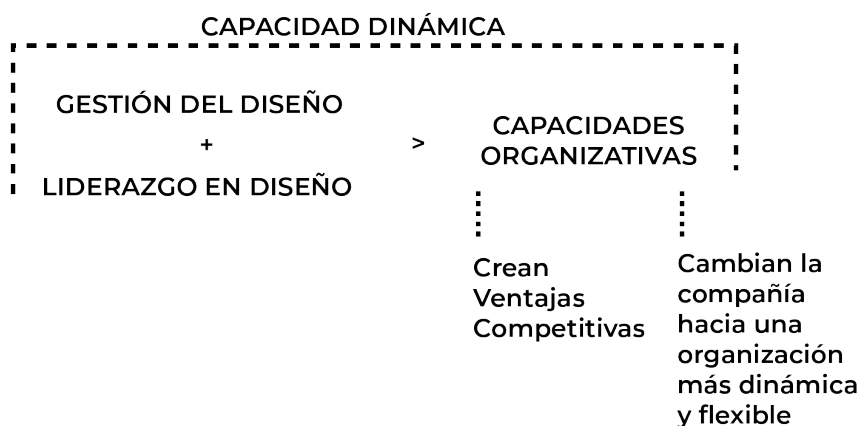 CAPACIDAD DINÁMICA
GESTIÓN DEL DISEÑO
+
LIDERAZGO EN DISEÑO
>
CAPACIDADES
ORGANIZATIVAS
Crean
Ventajas
Competitivas
Cambian la
compañía
hacia una
organización
más dinámica
y flexible